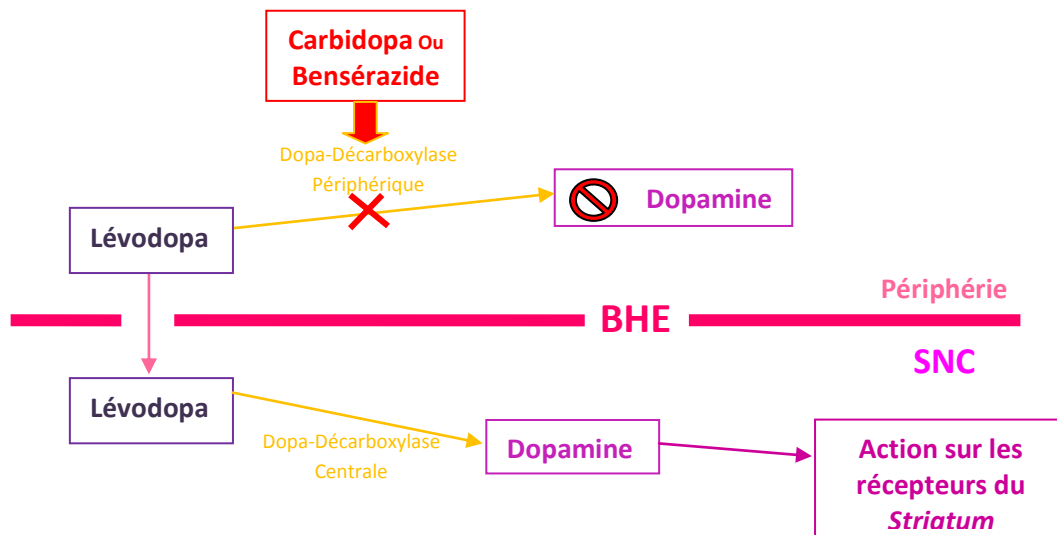 Carbidopa Ou
Bensérazide
Dopa-Décarboxylase
Périphérique
Dopamine
Lévodopa
Périphérie
BHE
SNC
Lévodopa
Dopa-Décarboxylase
Centrale
Dopamine
Action sur les
récepteurs du
Striatum